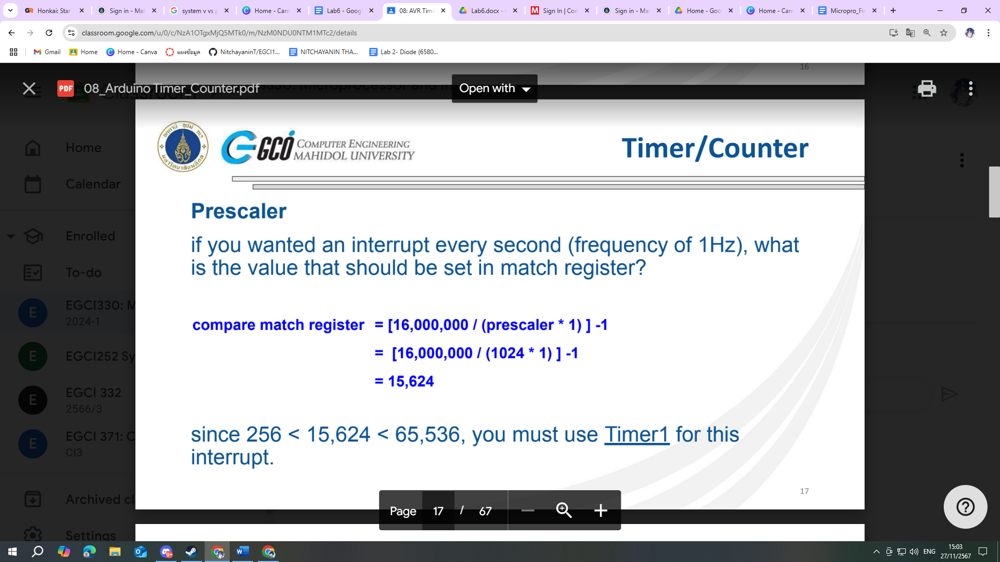 Honkai: Star
Sign in - Mai
system v vs p
Home - Canv
Lab6 - Googl
08: AVR Time
Lab6.docx -
Sign In | Con
Sign in - Mai
Home - Goo
Home - Canv
Micropro_Fin
classroom.google.com/u/0/c/NzA1OTgxMjQ5MTk0/m/NzM0NDU0NTM1MTc2/details
Gmail
Home
Home - Canva
แผงข้อมูล
NitchayaninT/EGCI1...
NITCHAYANIN THA...
Lab 2- Diode (6580...
16
PDF
08_Arduino Timer_Counter.pdf
Open with
Home
Calendar
Enrolled
To-do
E
EGCI330: M
2024-1
E
EGCI252 Sy
E
EGCI 332
2566/3
E
EGCI 371: C
CI3
Archived cl
Settings
EGCI
COMPUTER ENGINEERING
MAHIDOL UNIVERSITY
Timer/Counter
Prescaler
if you wanted an interrupt every second (frequency of 1Hz), what
is the value that should be set in match register?
compare match register = [16,000,000 / (prescaler * 1) ] -1
= [16,000,000 / (1024 * 1) ] -1
= 15,624
since 256 < 15,624 < 65,536, you must use Timer1 for this
interrupt.
17
Page 17 / 67
9+
ENG
15:03
27/11/2567